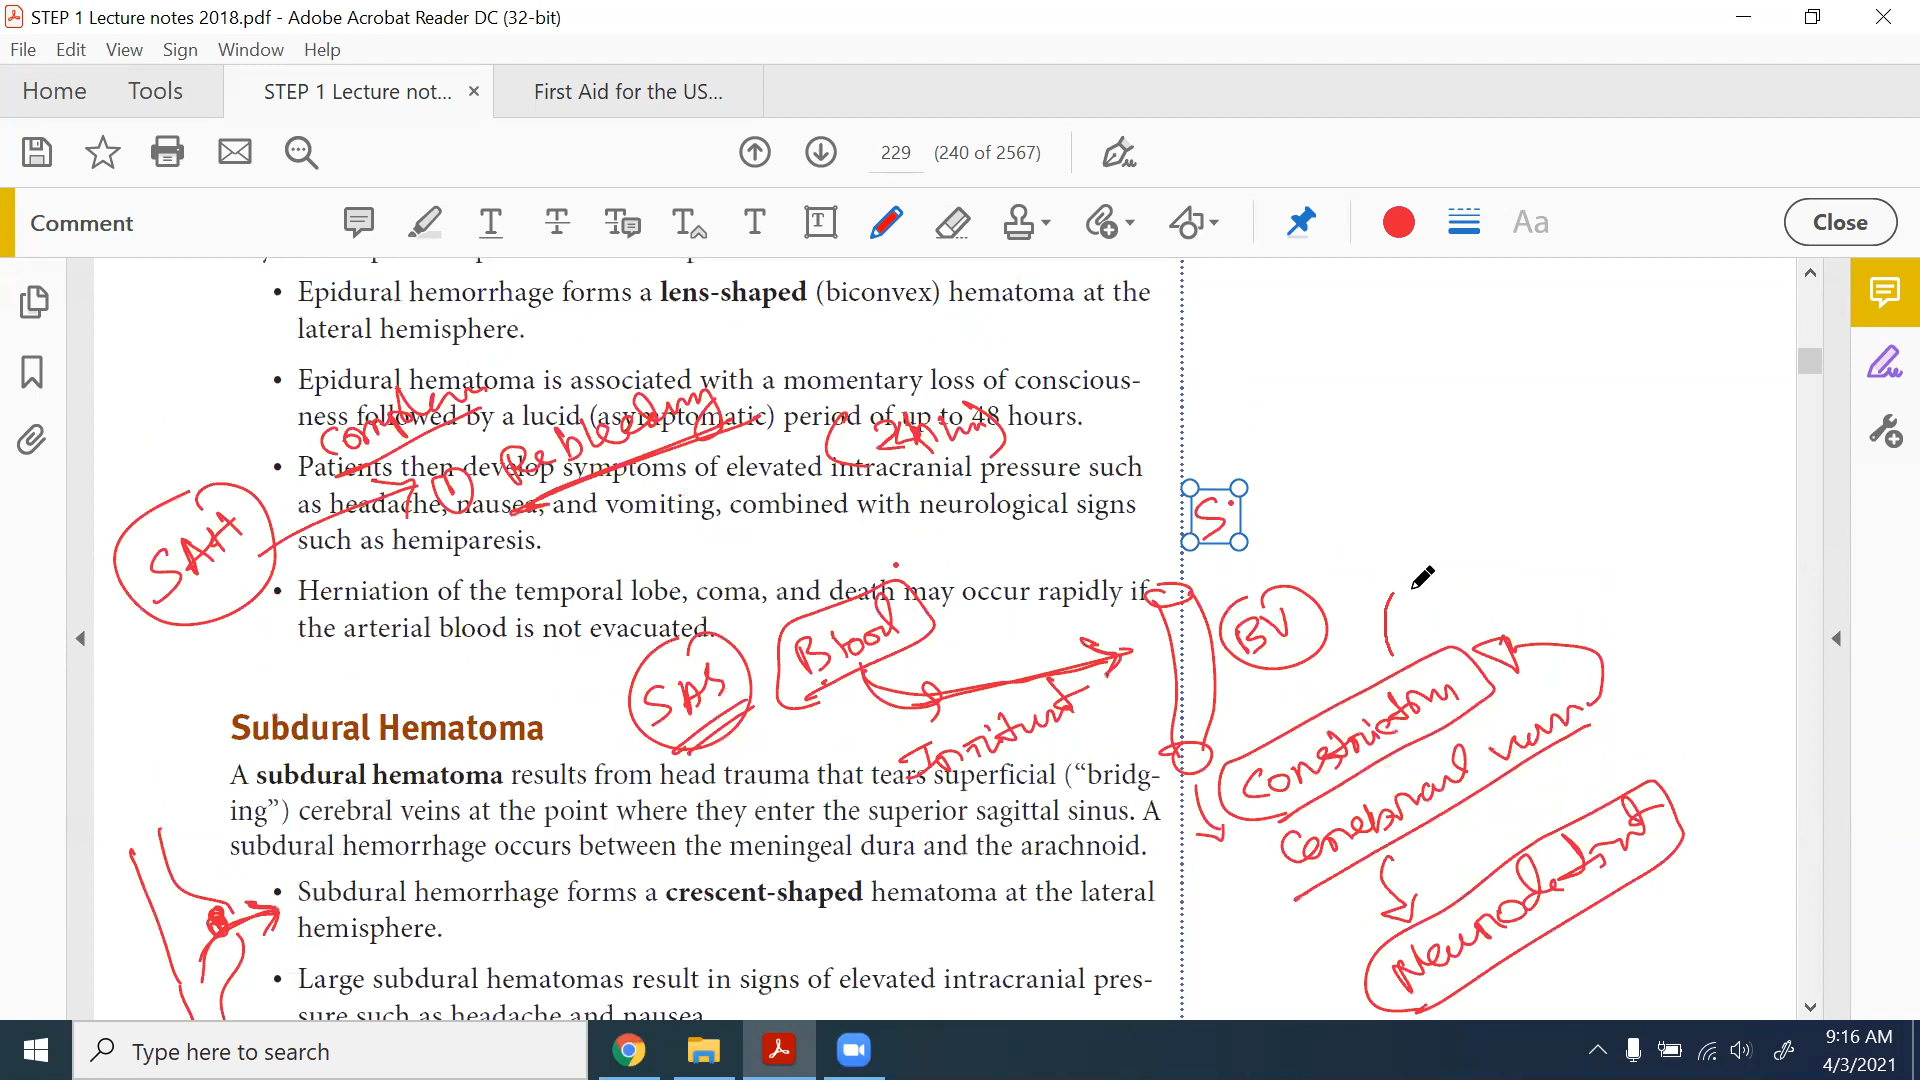 STEP 1 Lecture notes 2018.pdf - Adobe Acrobat Reader DC (32-bit)
File Edit View Sign Window Help
Home Tools STEP 1 Lecture not... × First Aid for the US...
229 (240 of 2567)
Comment Aa Close
• Epidural hemorrhage forms a lens-shaped (biconvex) hematoma at the
lateral hemisphere.
• Epidural hematoma is associated with a momentary loss of conscious-
ness followed by a lucid (asymptomatic) period of up to 48 hours.
• Patients then develop symptoms of elevated intracranial pressure such
as headache, nausea, and vomiting, combined with neurological signs
such as hemiparesis.
• Herniation of the temporal lobe, coma, and death may occur rapidly if
the arterial blood is not evacuated.
SAH
① Rebleeding
SAS
Blood
Irritant
BV
Constriction
Cerebral
Subdural Hematoma
A subdural hematoma results from head trauma that tears superficial (“bridg-
ing”) cerebral veins at the point where they enter the superior sagittal sinus. A
subdural hemorrhage occurs between the meningeal dura and the arachnoid.
• Subdural hemorrhage forms a crescent-shaped hematoma at the lateral
hemisphere.
• Large subdural hematomas result in signs of elevated intracranial pres-
sure such as headache and nausea.
Type here to search
9:16 AM
4/3/2021